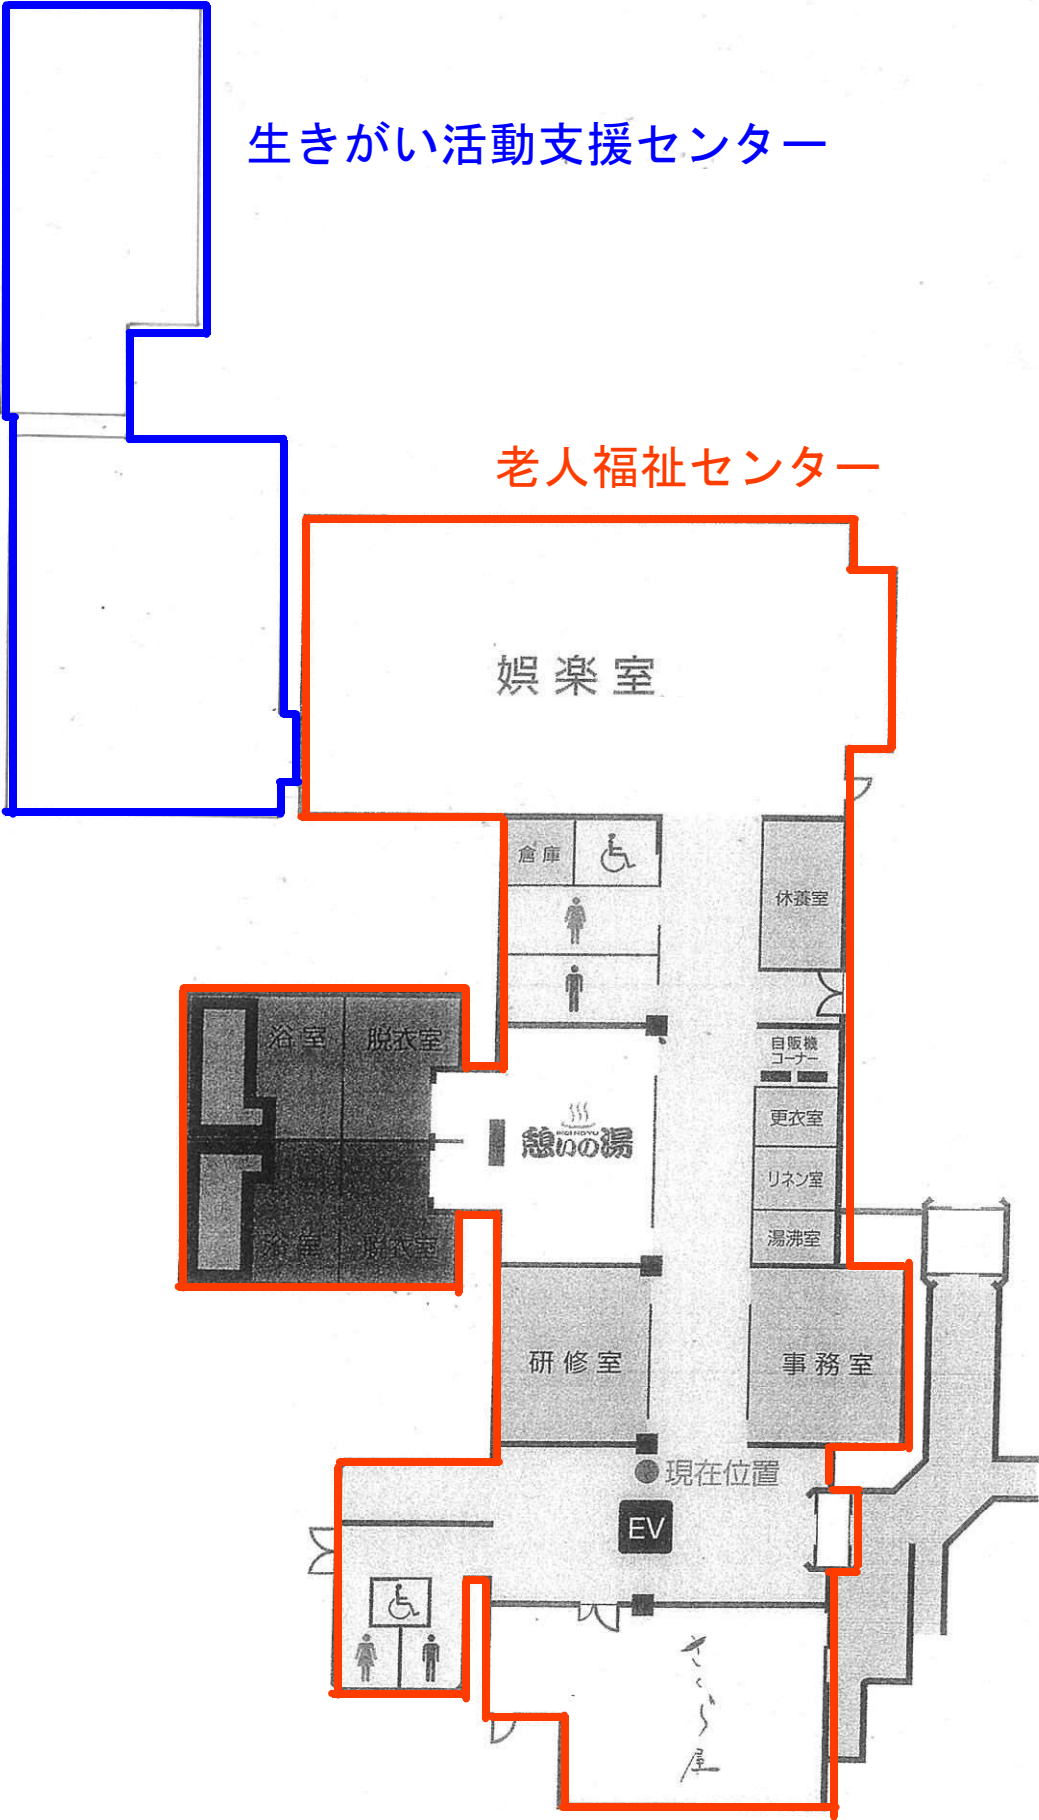 生きがい活動支援センター
老人福祉センター
娯楽室
倉庫
休養室
浴室
脱衣室
自販機
コーナー
更衣室
憩いの湯
リネン室
浴室
脱衣室
湯沸室
研修室
事務室
現在位置
EV
さくら屋